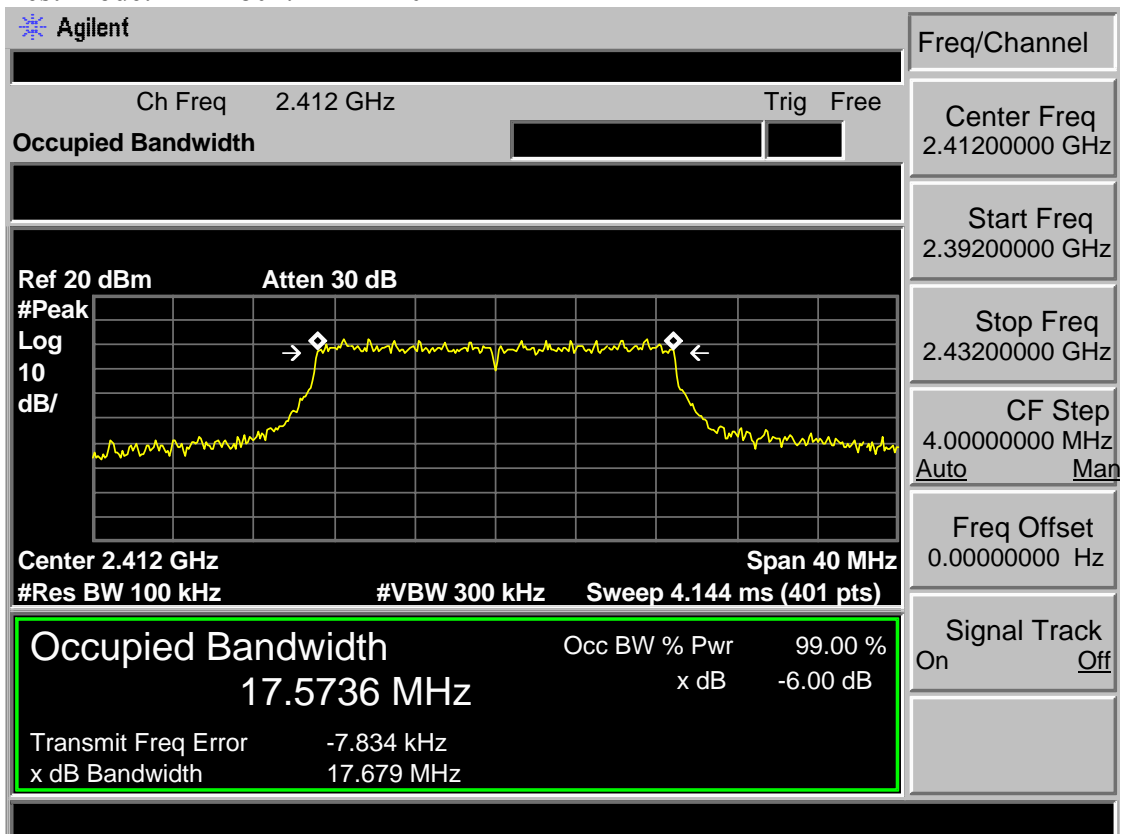 Agilent
Freq/Channel
Ch Freq 2.412 GHz Trig Free
Occupied Bandwidth
Center Freq
2.41200000 GHz
Start Freq
2.39200000 GHz
Ref 20 dBm Atten 30 dB
#Peak
Log
10
dB/
Stop Freq
2.43200000 GHz
CF Step
4.00000000 MHz
Auto Man
Center 2.412 GHz Span 40 MHz
#Res BW 100 kHz #VBW 300 kHz Sweep 4.144 ms (401 pts)
Freq Offset
0.00000000 Hz
Occupied Bandwidth Occ BW % Pwr 99.00 %
17.5736 MHz x dB -6.00 dB
Transmit Freq Error -7.834 kHz
x dB Bandwidth 17.679 MHz
Signal Track
On Off